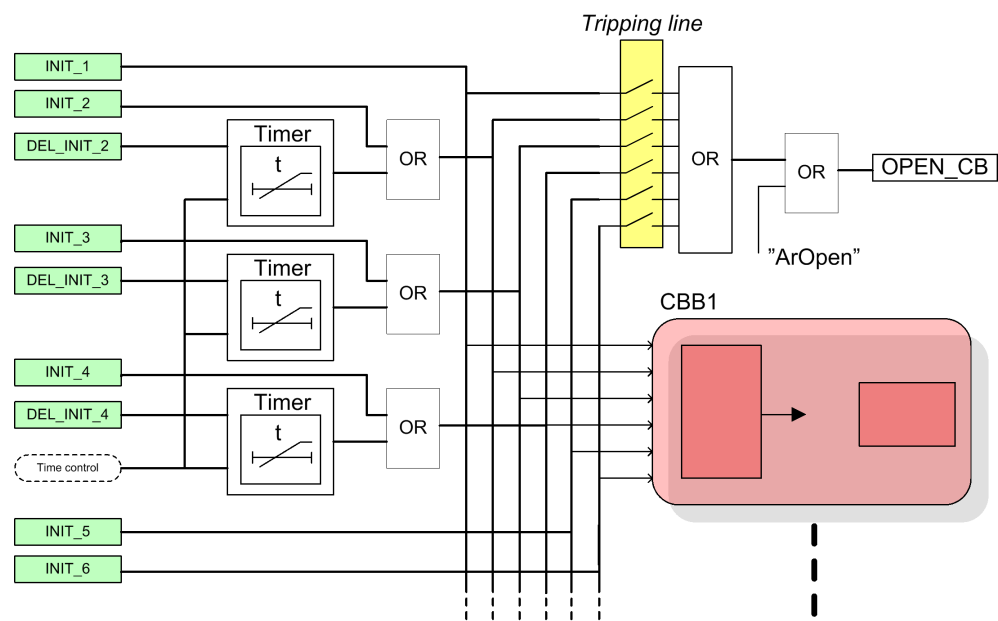 Tripping line
INIT_1
INIT_2
DEL_INIT_2
Timer
t
OR
OR
OR
OPEN_CB
INIT_3
DEL_INIT_3
Timer
t
OR
”ArOpen”
CBB1
INIT_4
DEL_INIT_4
Timer
t
OR
Time control
INIT_5
INIT_6